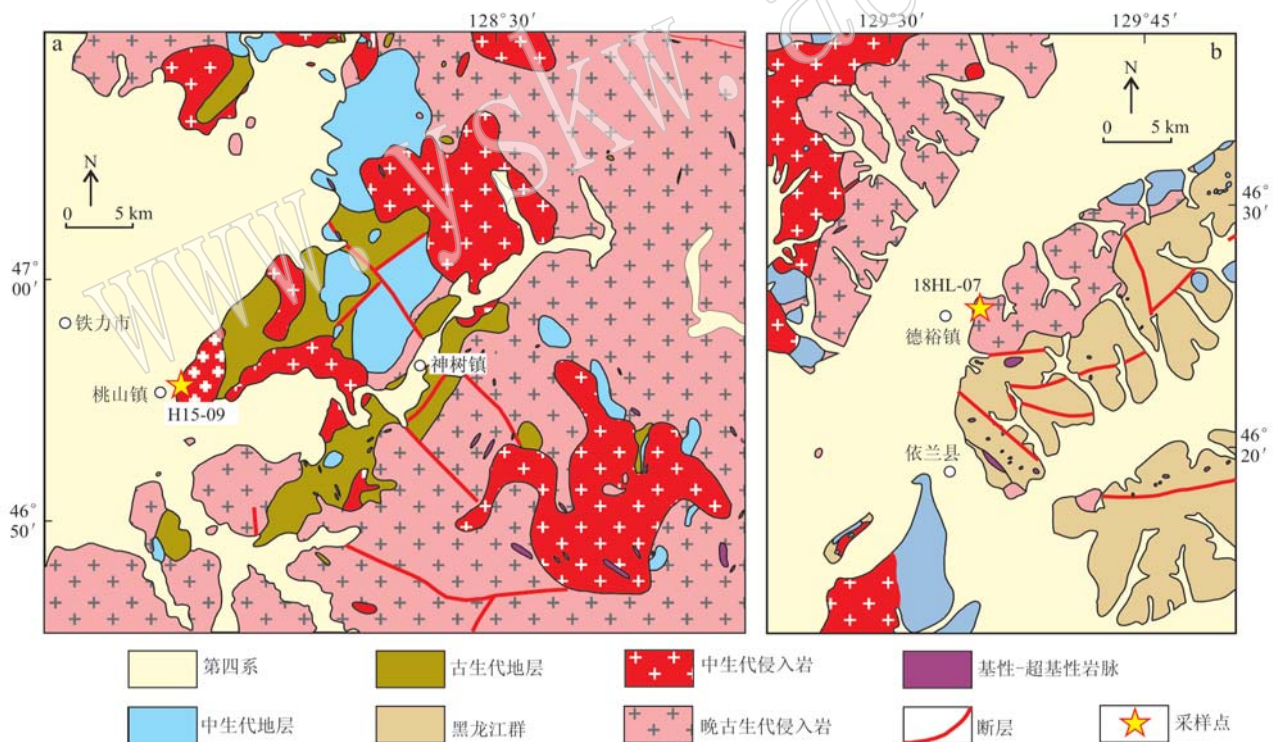 128°30′
129°30′
129°45′
a
b
N
0 5 km
N
0 5 km
46°
30′
47°
00′
铁力市
桃山镇
H15-09
神树镇
18HL-07
德裕镇
依兰县
46°
20′
46°
50′
www.yskw.ac
第四系
古生代地层
中生代侵入岩
基性-超基性岩脉
中生代地层
黑龙江群
晚古生代侵入岩
断层
采样点